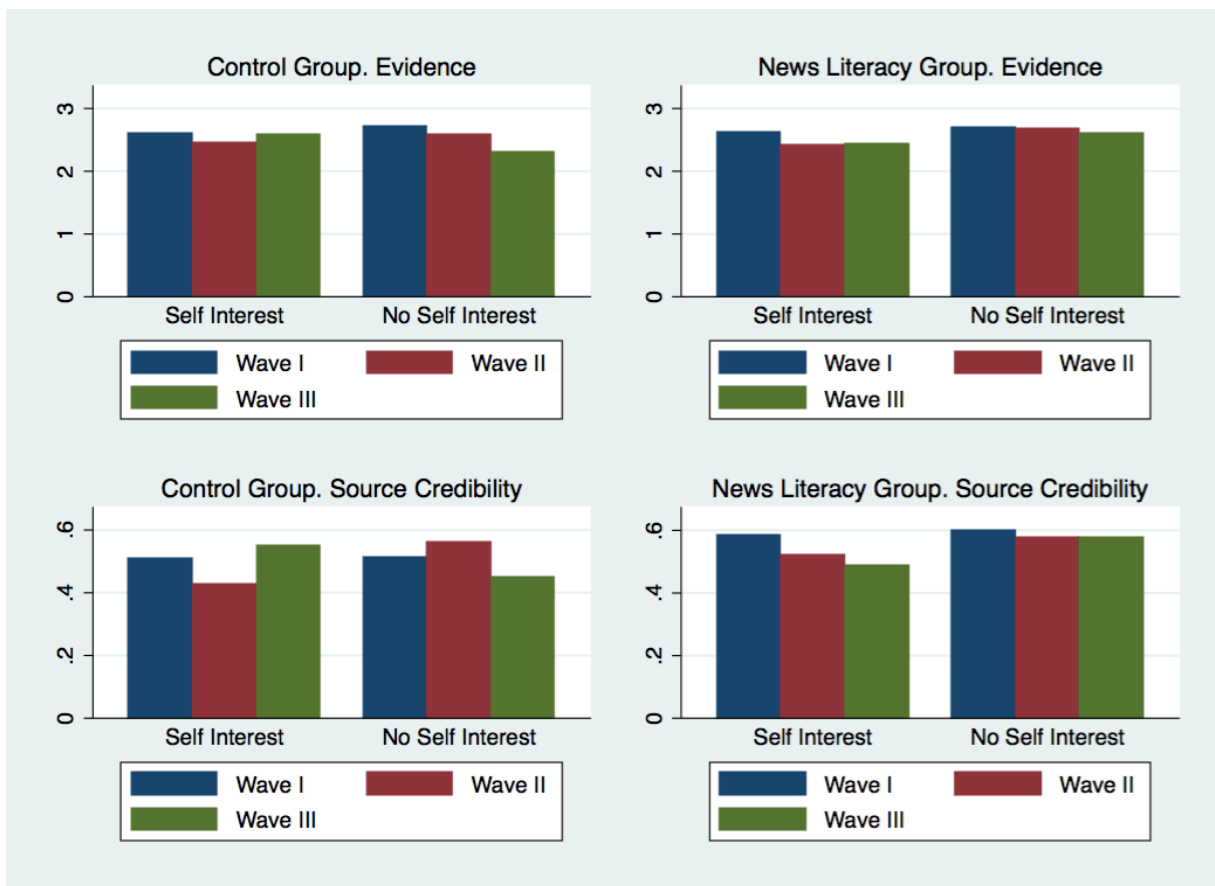 Control Group. Evidence
3
2
1
0
Self Interest
No Self Interest
Wave I
Wave II
Wave III
News Literacy Group. Evidence
3
2
1
0
Self Interest
No Self Interest
Wave I
Wave II
Wave III
Control Group. Source Credibility
.6
.4
.2
0
Self Interest
No Self Interest
Wave I
Wave II
Wave III
News Literacy Group. Source Credibility
.6
.4
.2
0
Self Interest
No Self Interest
Wave I
Wave II
Wave III